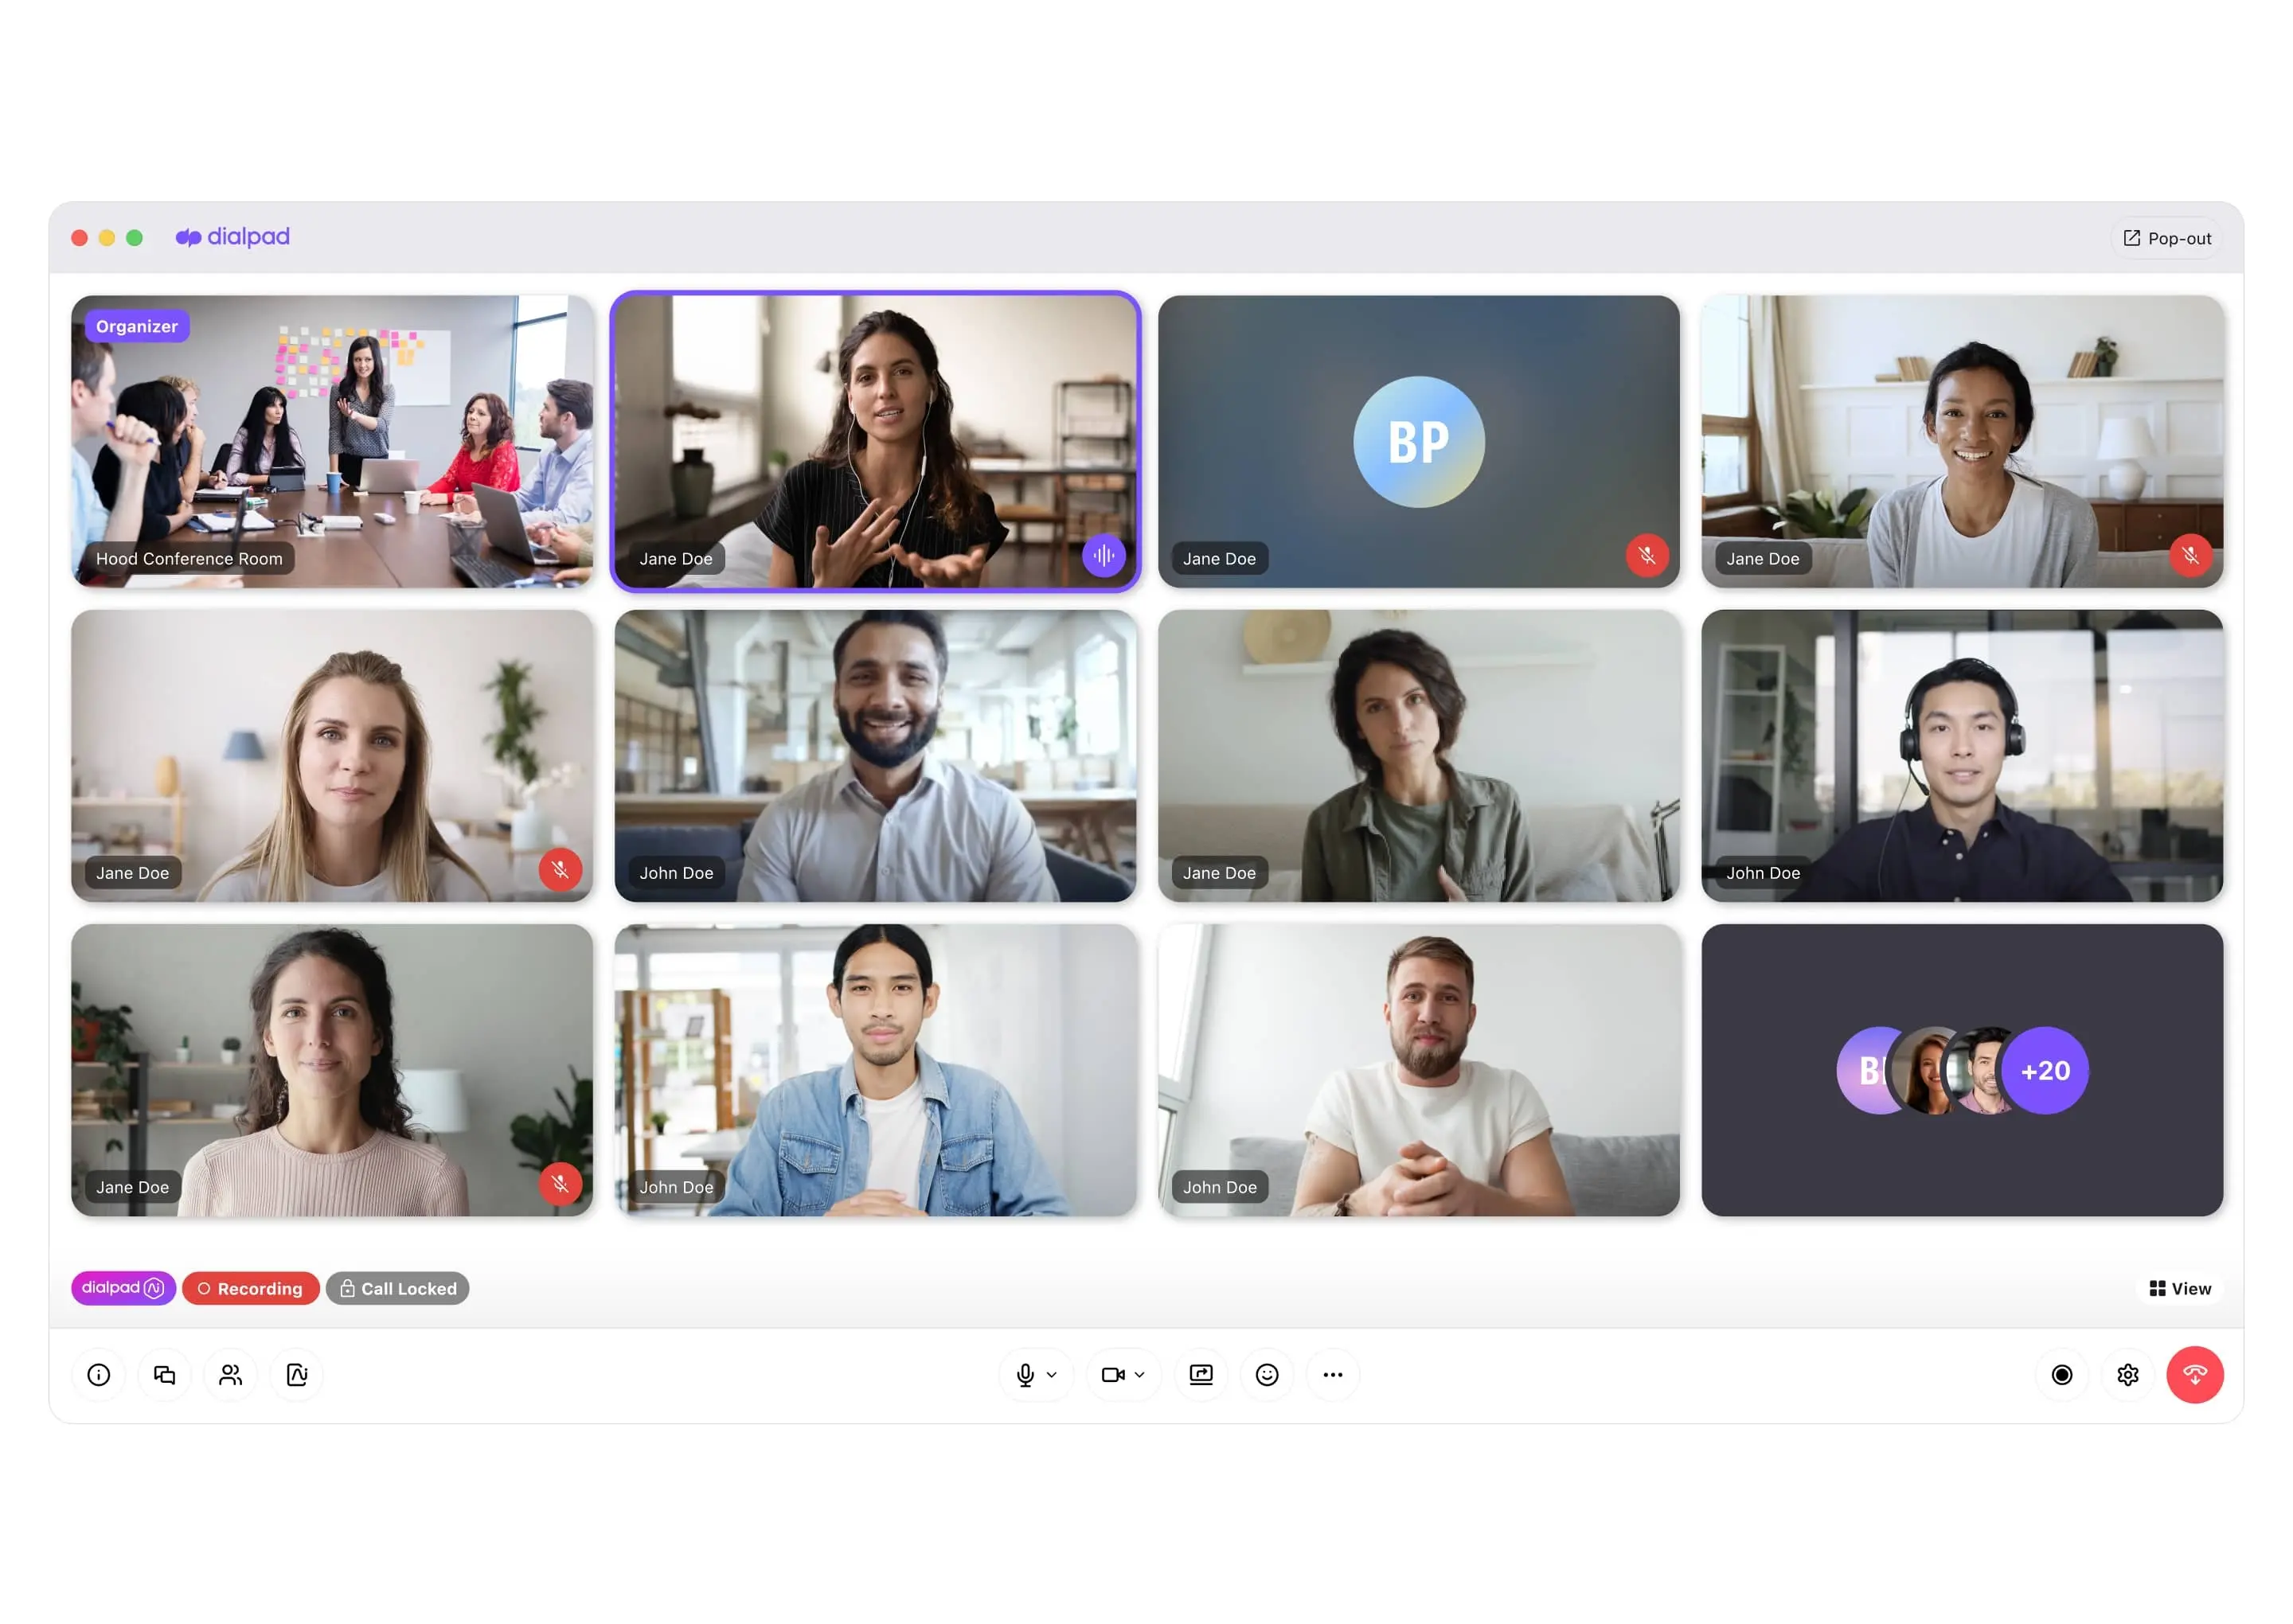 dialpad
Pop-out
Organizer
Hood Conference Room
Jane Doe
BP
Jane Doe
Jane Doe
Jane Doe
John Doe
Jane Doe
John Doe
Jane Doe
John Doe
John Doe
+20
dialpad Ai
Recording
Call Locked
View